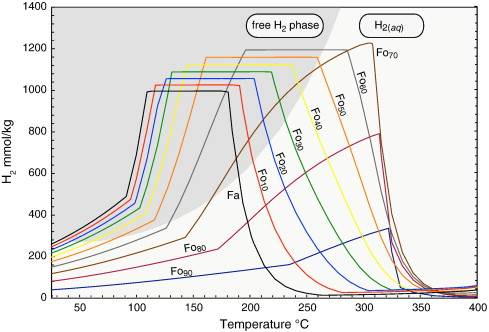 1400
1200
1000
800
600
400
200
0
H2 mmol/kg
free H2 phase
H2(aq)
Fo70
Fo60
Fo50
Fo40
Fo30
Fo20
Fo10
Fa
Fo80
Fo90
50 100 150 200 250 300 350 400
Temperature °C